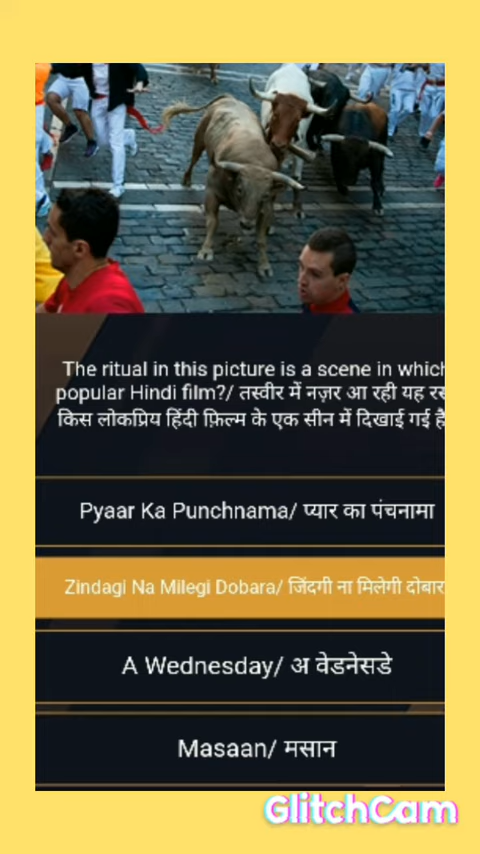 The ritual in this picture is a scene in which
popular Hindi film?/ तस्वीर में नज़र आ रही यह
किस लोकप्रिय हिंदी फ़िल्म के एक सीन में दिखाई गई
Pyaar Ka Punchnama/ प्यार का पंचनामा
Zindagi Na Milegi Dobara/ जिंदगी ना मिलेगी
A Wednesday/ अ वेडनेसडे
Masaan/ मसान
GlitchCam